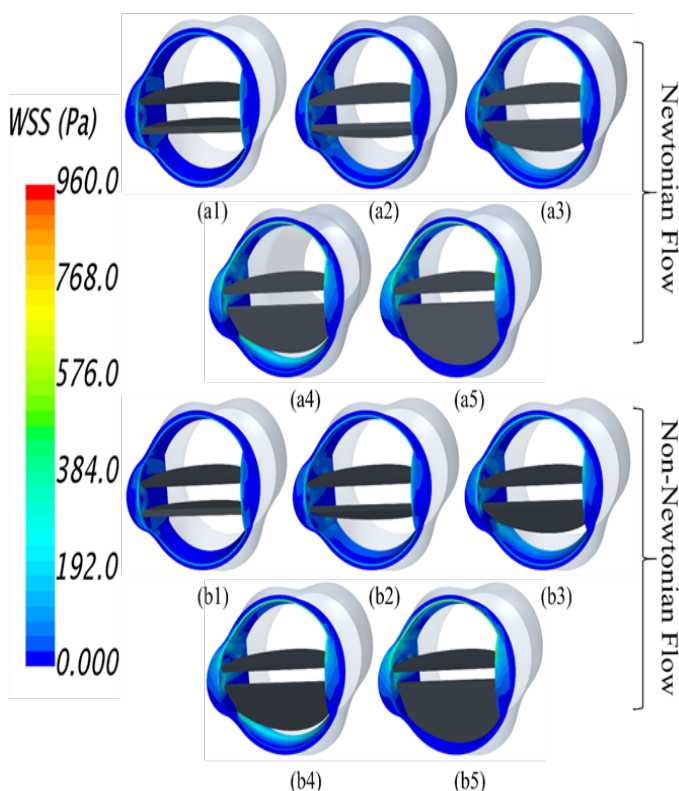 WSS (Pa)
960.0
768.0
576.0
384.0
192.0
0.000
(a1)
(a2)
(a3)
(a4)
(a5)
Newtonian Flow
(b1)
(b2)
(b3)
(b4)
(b5)
Non-Newtonian Flow